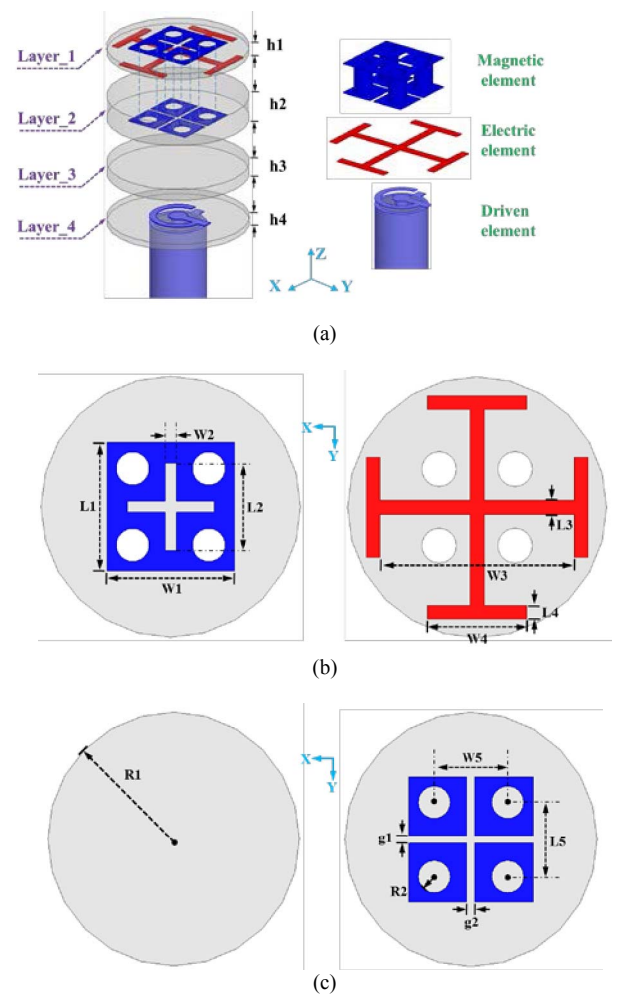 Layer_1
Layer_2
Layer_3
Layer_4
h1
h2
h3
h4
Magnetic
element
Electric
element
Driven
element
Z
X
Y
(a)
W2
L1
L2
W1
X
Y
L3
W3
L4
W4
(b)
R1
X
Y
W5
g1
L5
R2
g2
(c)